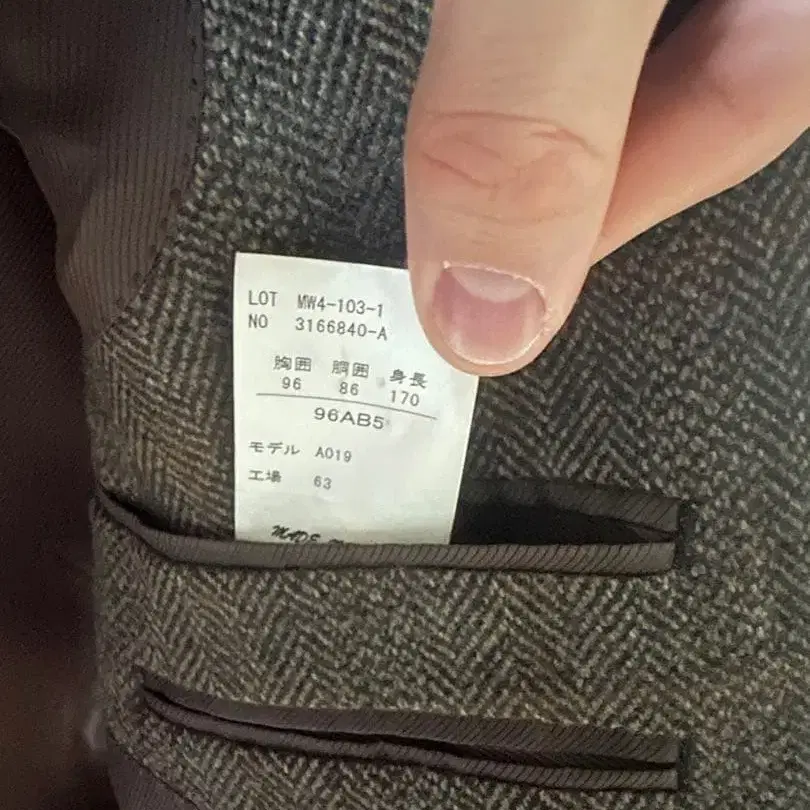 LOT MW4-103-1
NO 3166840-A
胸囲 胴囲 身長
96 86 170
96AB5
モデル A019
工場 63
MADE